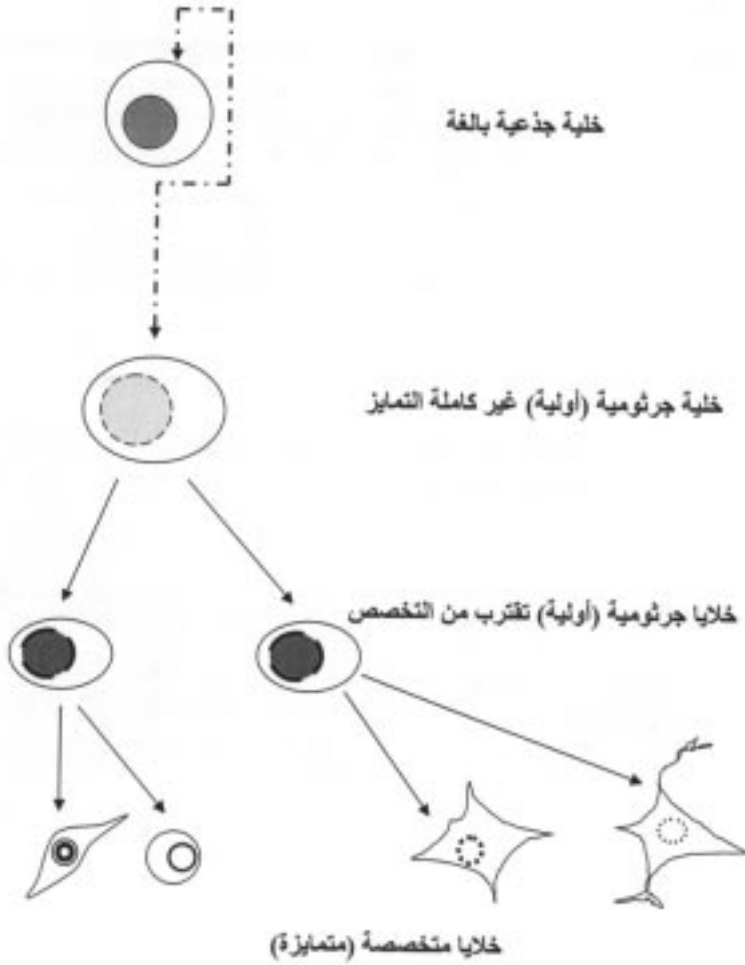 خلية جذعية بالغة
خلية جرثومية (أولية) غير كاملة التمايز
خلايا جرثومية (أولية) تقترب من التخصص
خلايا متخصصة (متمايزة)